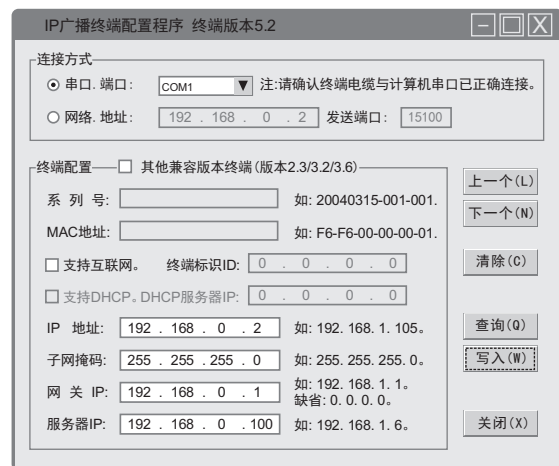 IP广播终端配置程序 终端版本5.2
连接方式
串口. 端口: COM1 注:请确认终端电缆与计算机串口已正确连接。
网络. 地址: 192 . 168 . 0 . 2 发送端口: 15100
终端配置 其他兼容版本终端(版本2.3/3.2/3.6)
上一个(L)
系 列 号: 如: 20040315-001-001.
下一个(N)
MAC地址: 如: F6-F6-00-00-00-01.
支持互联网。 终端标识ID: 0 . 0 . 0 . 0 清除(C)
支持DHCP。DHCP服务器IP: 0 . 0 . 0 . 0
IP 地址: 192 . 168 . 0 . 2 如: 192. 168. 1. 105。 查询(Q)
子网掩码: 255 . 255 . 255 . 0 如: 255. 255. 255. 0。 写入(W)
网 关 IP: 192 . 168 . 0 . 1 如: 192. 168. 1. 1。
缺省: 0. 0. 0. 0。
服务器IP: 192 . 168 . 0 . 100 如: 192. 168. 1. 6。 关闭(X)